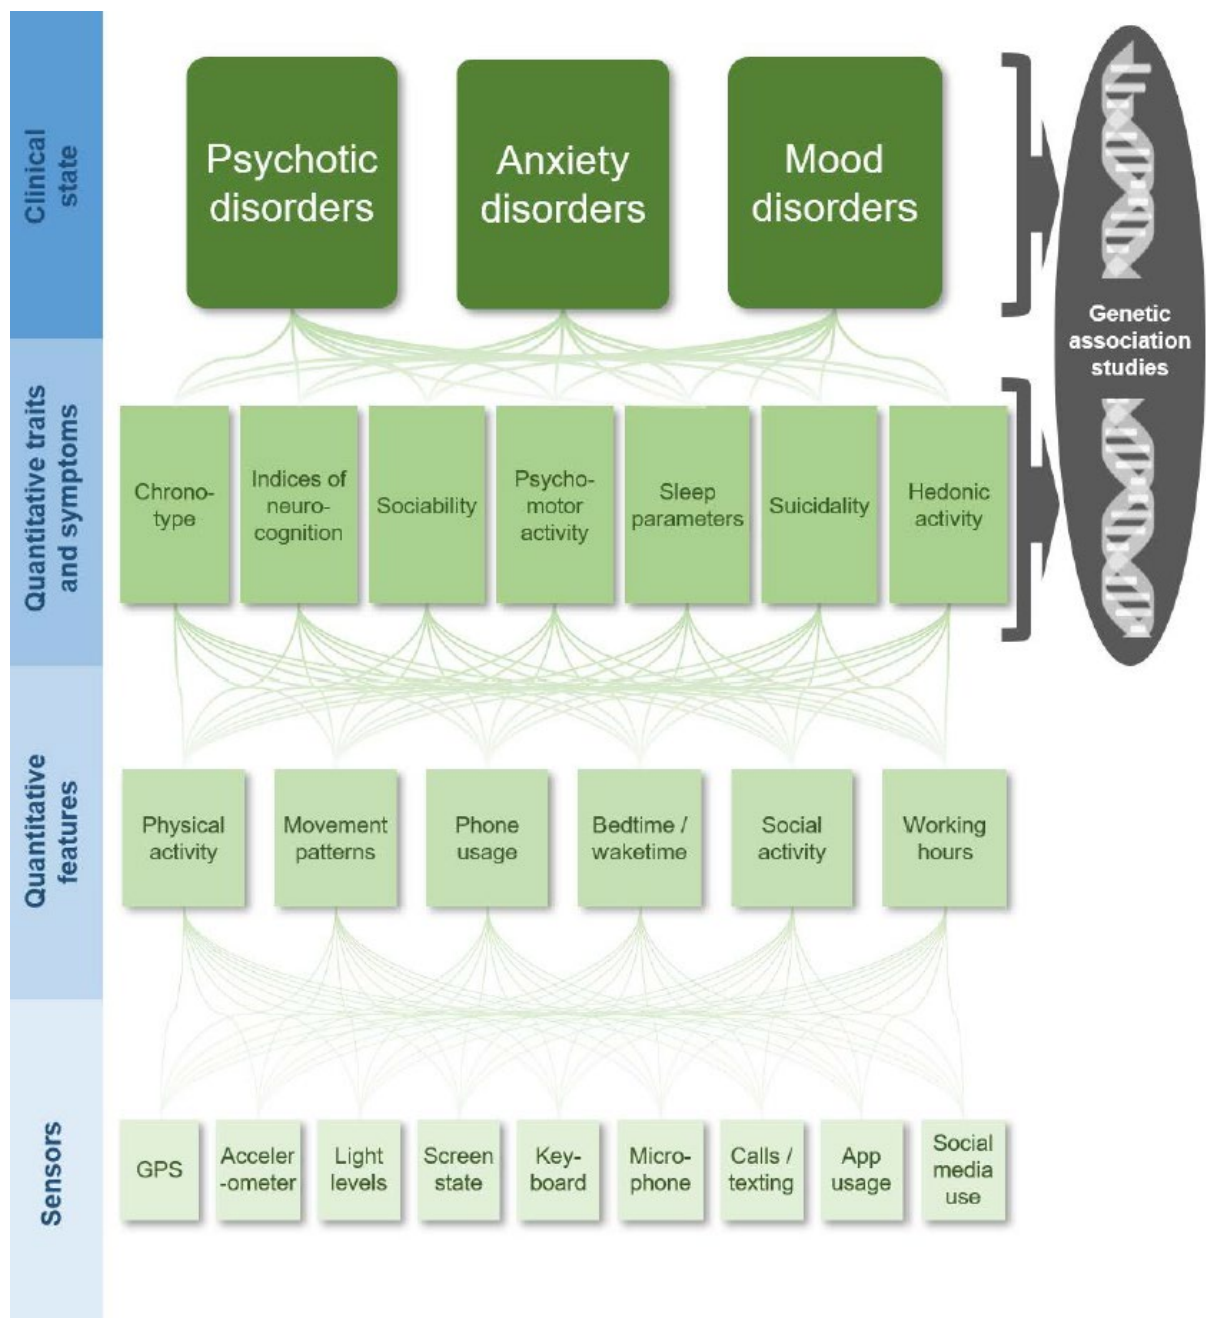 Clinical
state
Psychotic
disorders
Anxiety
disorders
Mood
disorders
Genetic
association
studies
Quantitative traits
and symptoms
Chrono-
type
Indices of
neuro-
cognition
Sociability
Psycho-
motor
activity
Sleep
parameters
Suicidality
Hedonic
activity
Quantitative
features
Physical
activity
Movement
patterns
Phone
usage
Bedtime /
waketime
Social
activity
Working
hours
Sensors
GPS
Acceler
-ometer
Light
levels
Screen
state
Key-
board
Micro-
phone
Calls /
texting
App
usage
Social
media
use